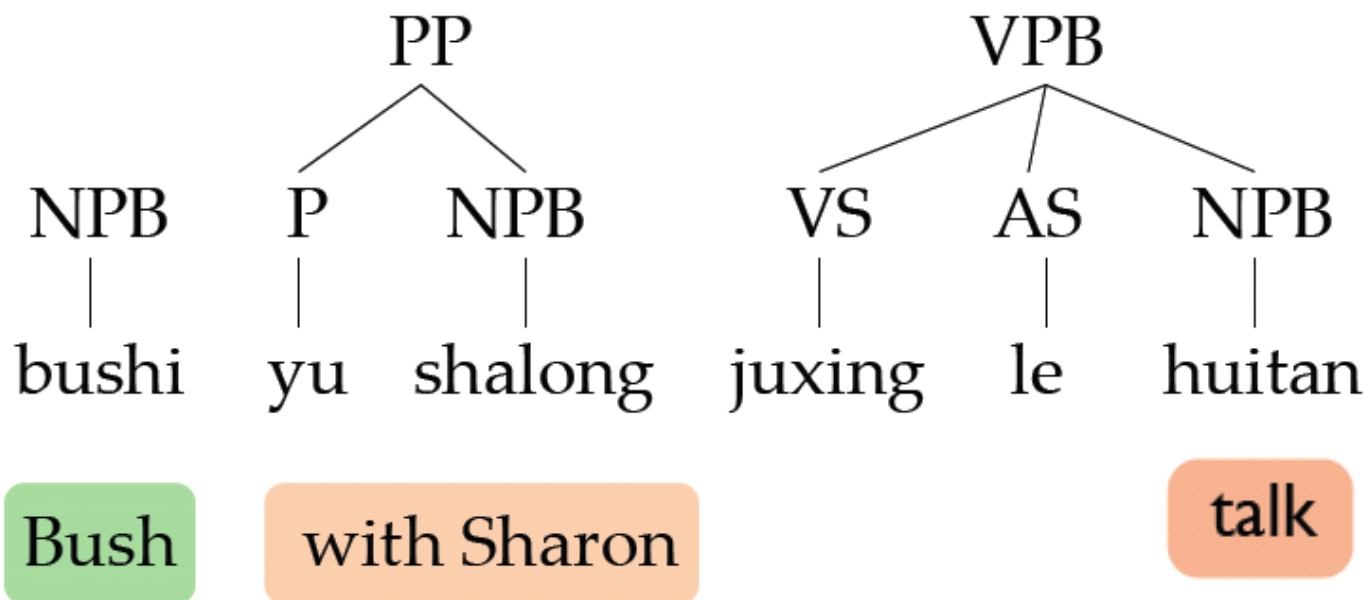 PP VPB
NPB P NPB VS AS NPB
bushi yu shalong juxing le huitan
Bush with Sharon talk